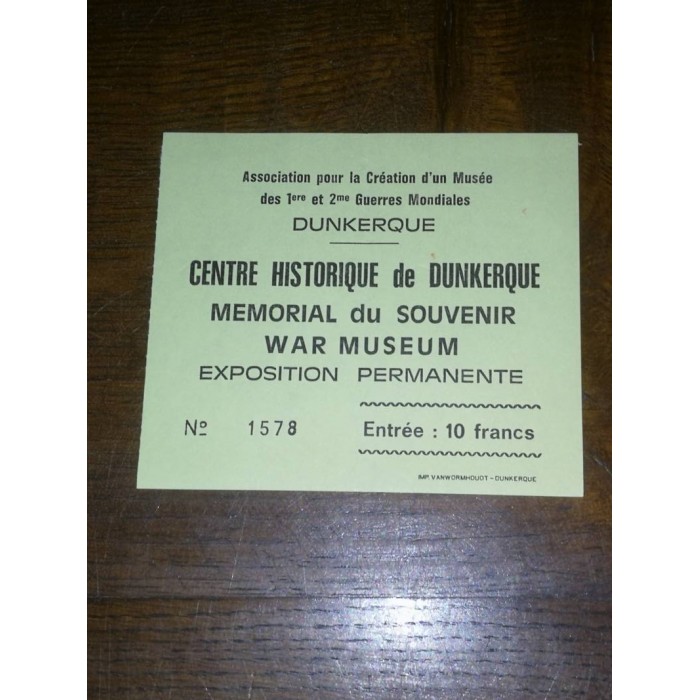 Association pour la Création d'un Musée
des 1ere et 2me Guerres Mondiales
DUNKERQUE
CENTRE HISTORIQUE de DUNKERQUE
MEMORIAL du SOUVENIR
WAR MUSEUM
EXPOSITION PERMANENTE
Nº 1578 Entrée : 10 francs
IMP. VANWORMHOUDT - DUNKERQUE